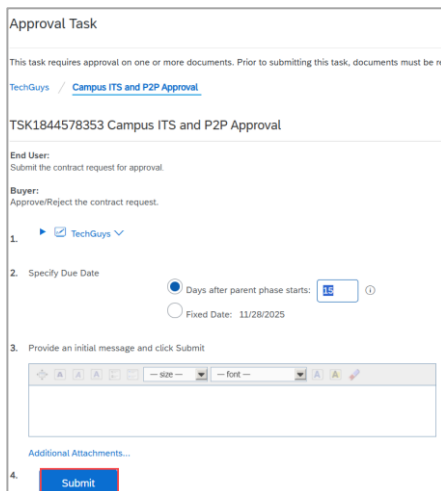 Approval Task
This task requires approval on one or more documents. Prior to submitting this task, documents must be re
TechGuys / Campus ITS and P2P Approval
TSK1844578353 Campus ITS and P2P Approval
End User:
Submit the contract request for approval.
Buyer:
Approve/Reject the contract request.
1. TechGuys
2. Specify Due Date
Days after parent phase starts: 15
Fixed Date: 11/28/2025
3. Provide an initial message and click Submit
A A A — size — — font — A A
Additional Attachments...
4. Submit